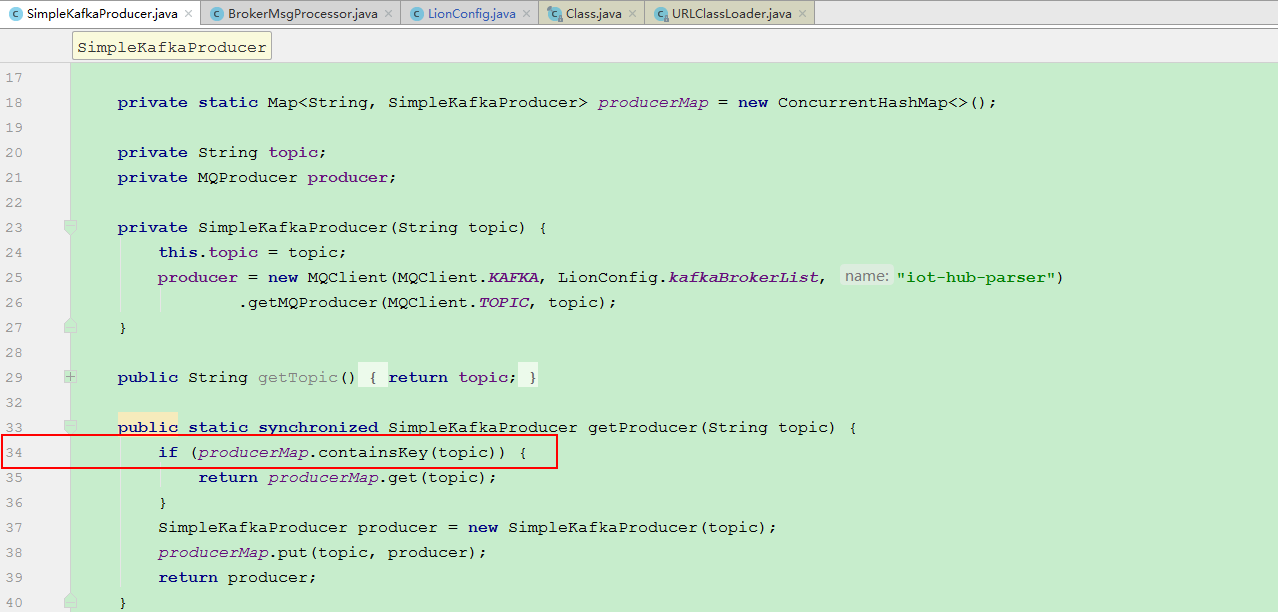 SimpleKafkaProducer.java × BrokerMsgProcessor.java × LionConfig.java × Class.java × URLClassLoader.java ×
SimpleKafkaProducer
17
18 private static Map<String, SimpleKafkaProducer> producerMap = new ConcurrentHashMap<>();
19
20 private String topic;
21 private MQProducer producer;
22
23 private SimpleKafkaProducer(String topic) {
24 this.topic = topic;
25 producer = new MQClient(MQClient.KAFKA, LionConfig.kafkaBrokerList, name: "iot-hub-parser")
26 .getMQProducer(MQClient.TOPIC, topic);
27 }
28
29 public String getTopic() { return topic; }
32
33 public static synchronized SimpleKafkaProducer getProducer(String topic) {
34 if (producerMap.containsKey(topic)) {
35 return producerMap.get(topic);
36 }
37 SimpleKafkaProducer producer = new SimpleKafkaProducer(topic);
38 producerMap.put(topic, producer);
39 return producer;
40 }